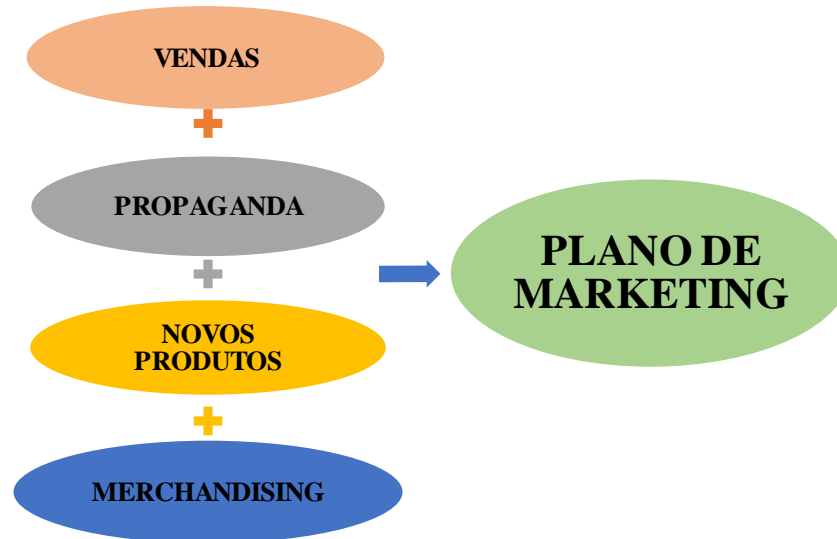 VENDAS
PROPAGANDA
NOVOS
PRODUTOS
MERCHANDISING
PLANO DE
MARKETING